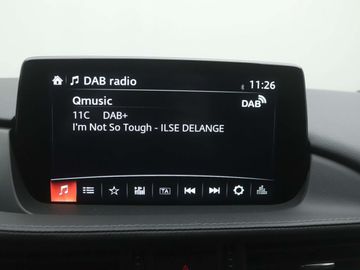 DAB radio
11:26
Qmusic
DAB
11C DAB+
I'm Not So Tough - ILSE DELANGE
TA